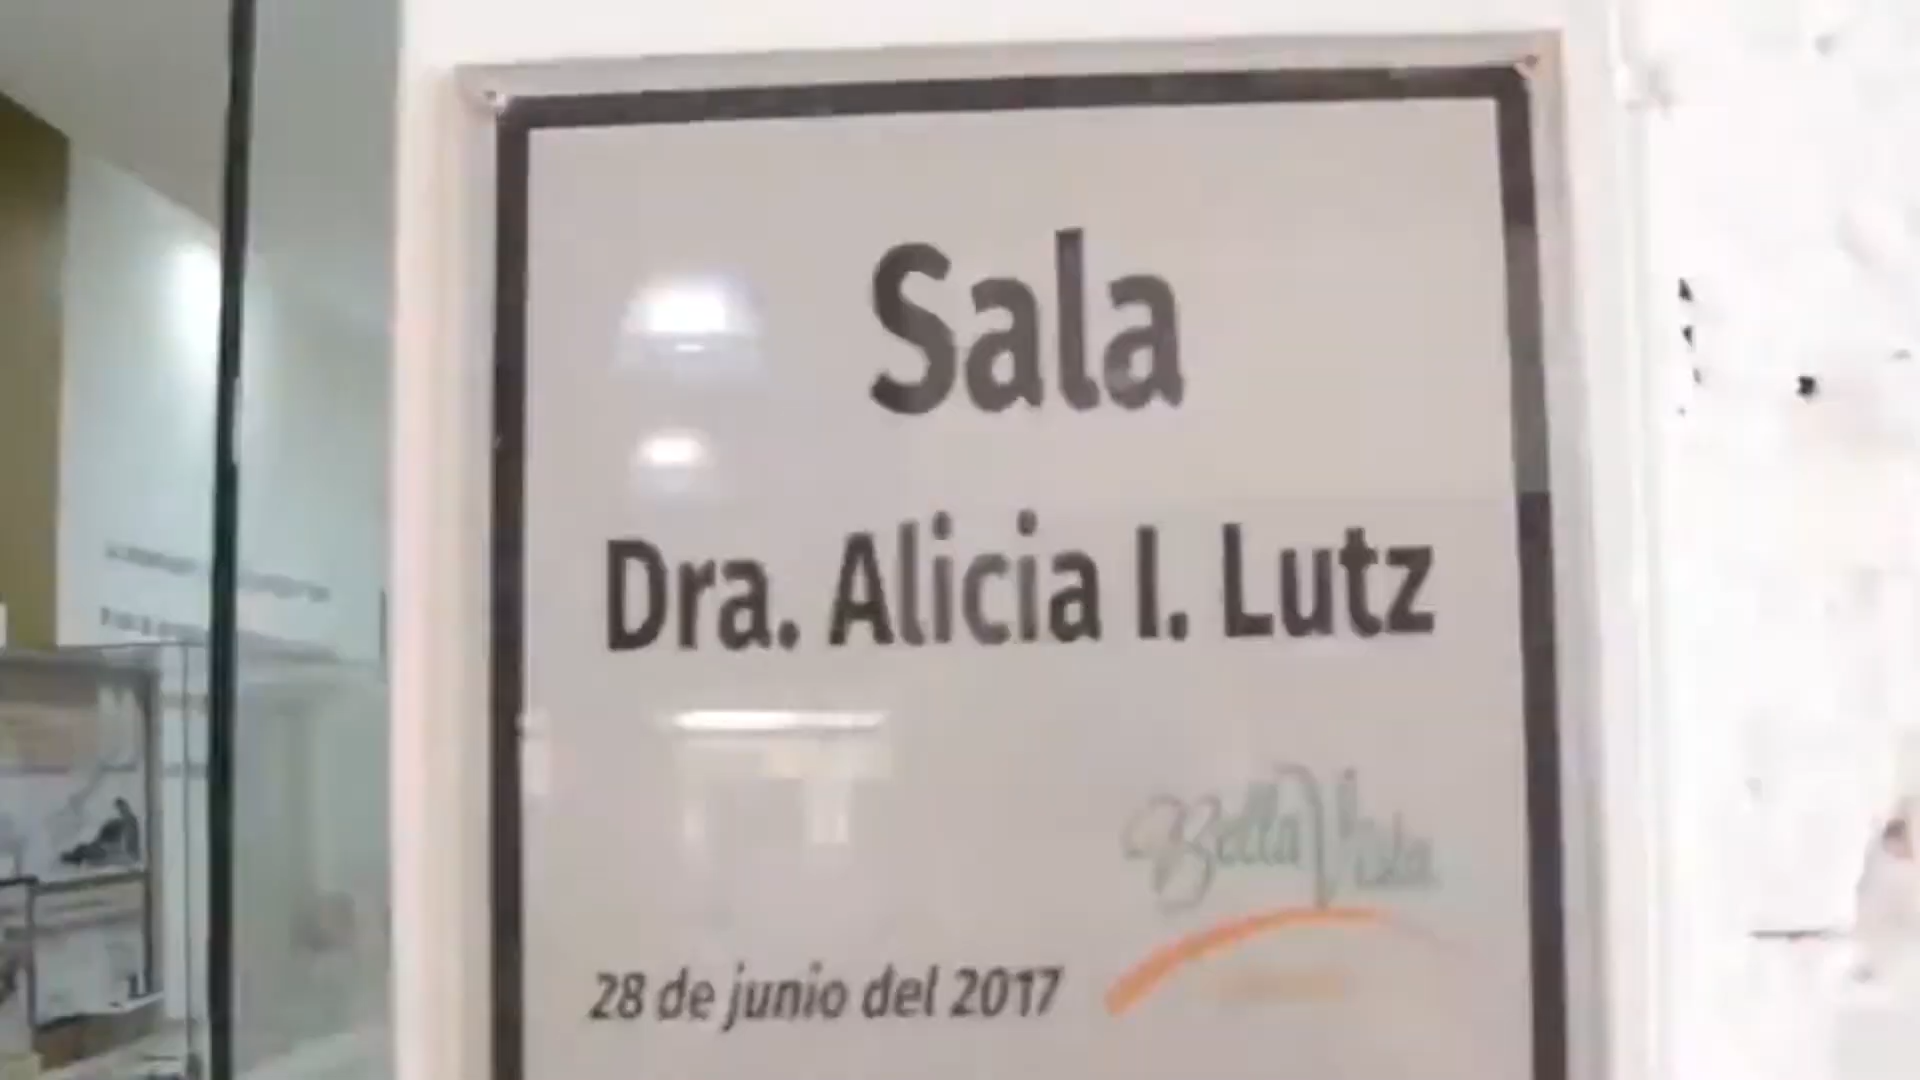 Sala
Dra. Alicia I. Lutz
Bella Vista
28 de junio del 2017